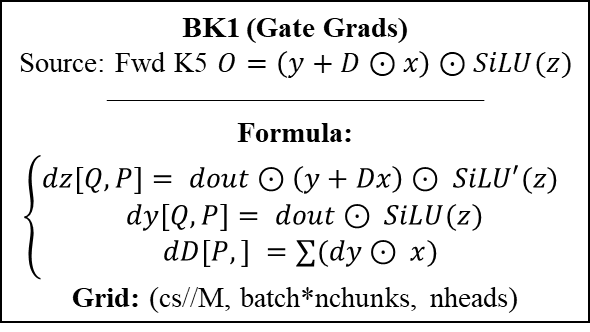 BK1 (Gate Grads)
Source: Fwd K5 O = (y + D ⊙ x) ⊙ SiLU(z)
Formula:
dz[Q, P] = dout ⊙ (y + Dx) ⊙ SiLU′(z)
dy[Q, P] = dout ⊙ SiLU(z)
dD[P,] = ∑(dy ⊙ x)
Grid: (cs//M, batch*nchunks, nheads)